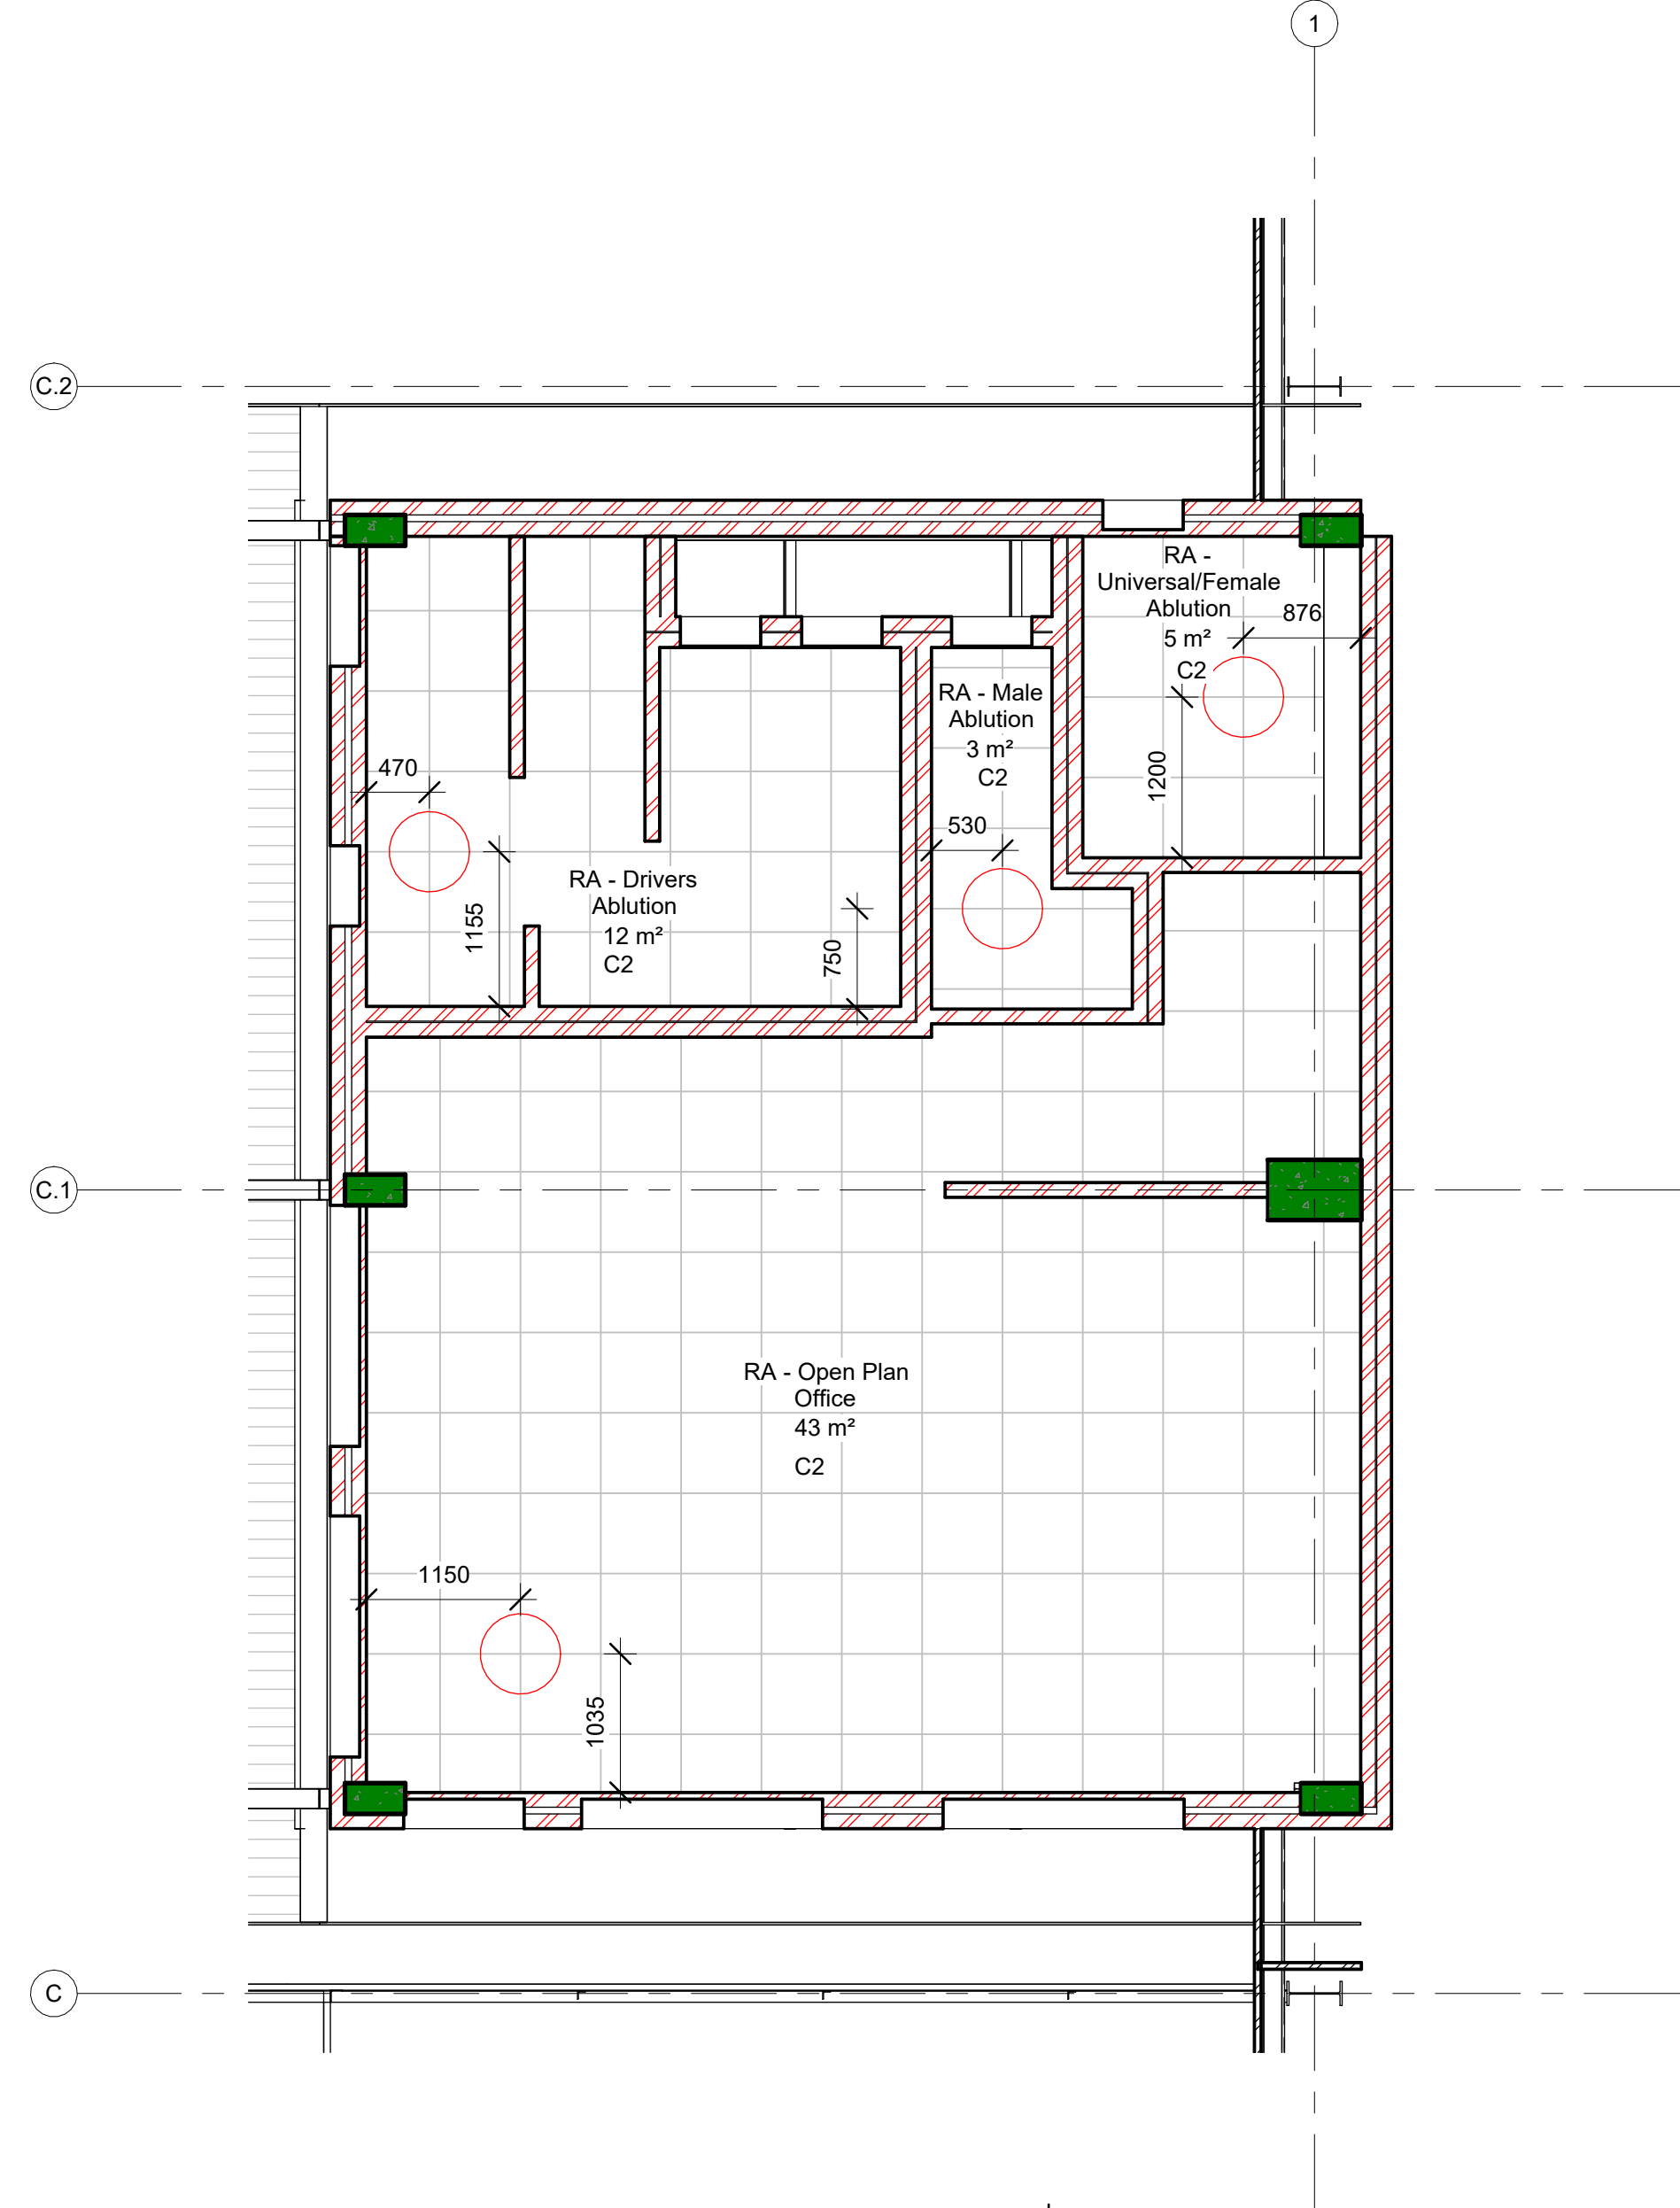 1
C.2
RA -
Universal/Female
Ablution
5 m²
C2
876
RA - Male
Ablution
3 m²
C2
470
1200
530
RA - Drivers
Ablution
12 m²
C2
1155
750
C.1
RA - Open Plan
Office
43 m²
C2
1150
1035
C